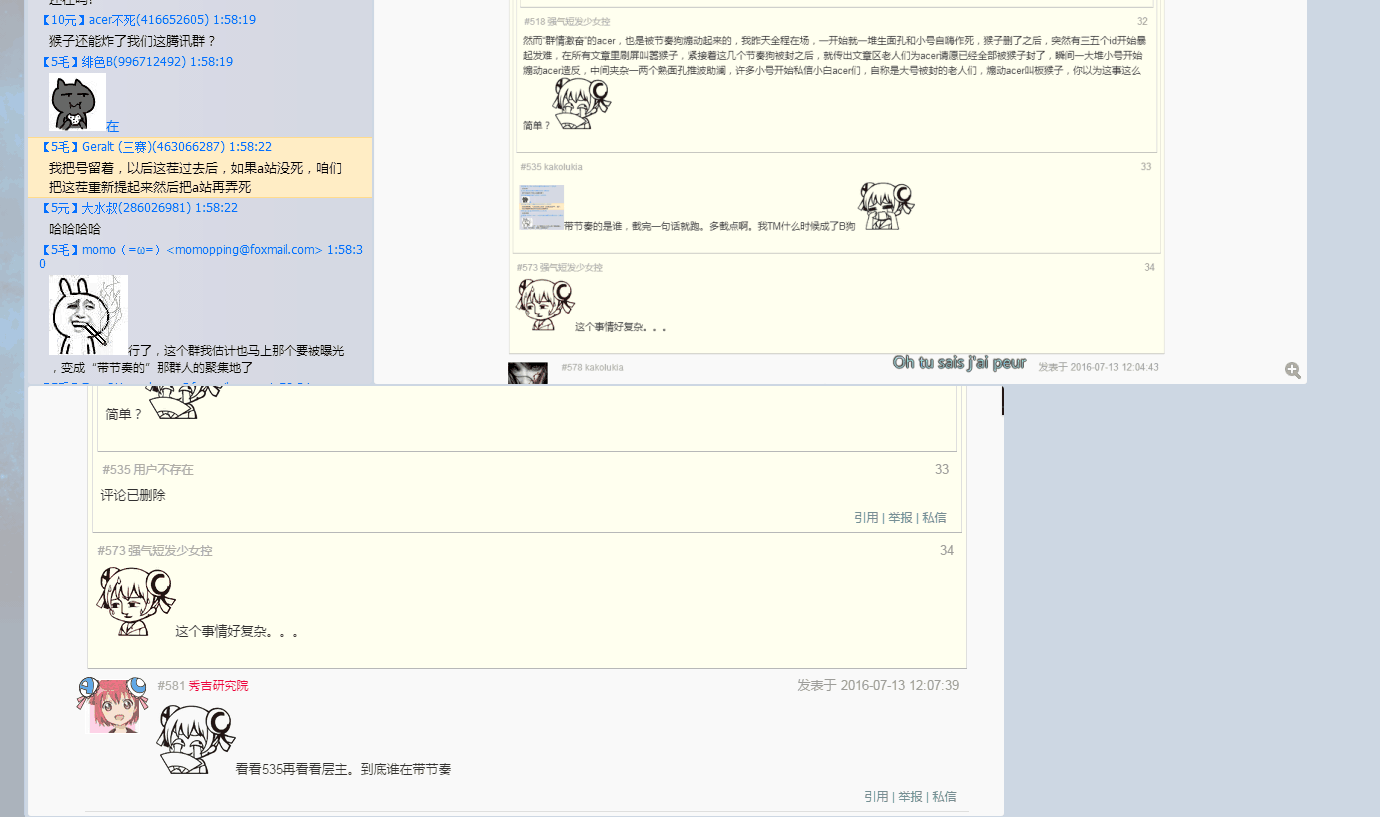 【10元】acer不死(416652605) 1:58:19
猴子还能炸了我们这腾讯群？
【5毛】绯色B(996712492) 1:58:19
在
【5毛】Geralt (三寨)(463066287) 1:58:22
我把号留着，以后这茬过去后，如果a站没死，咱们
把这茬重新提起来然后把a站再弄死
【5元】大水叔(286026981) 1:58:22
哈哈哈哈
【5毛】momo（=ω=）<momopping@foxmail.com> 1:58:3
0
行了，这个群我估计也马上那个要被曝光
，变成“带节奏的”那群人的聚集地了
#518 强气短发少女控 32
然而“群情激奋”的acer，也是被节奏狗煽动起来的，我昨天全程在场，一开始就一堆生面孔和小号自嗨作死，猴子删了之后，突然有三五个id开始暴
起发难，在所有文章里刷屏叫嚣猴子，紧接着这几个节奏狗被封之后，就传出文章区老人们为acer请愿已经全部被猴子封了，瞬间一大堆小号开始
煽动acer造反，中间夹杂一两个熟面孔推波助澜，许多小号开始私信小白acer们，自称是大号被封的老人们，煽动acer叫板猴子，你以为这事这么
简单？
#535 kakolukia 33
带节奏的是谁，截完一句话就跑。多截点啊。我TM什么时候成了B狗
#573 强气短发少女控 34
这个事情好复杂。。。
#578 kakolukia 发表于 2016-07-13 12:04:43
Oh tu sais j'ai peur
简单？
#535 用户不存在 33
评论已删除
引用 | 举报 | 私信
#573 强气短发少女控 34
这个事情好复杂。。。
#581 秀吉研究院 发表于 2016-07-13 12:07:39
看看535再看看层主。到底谁在带节奏
引用 | 举报 | 私信